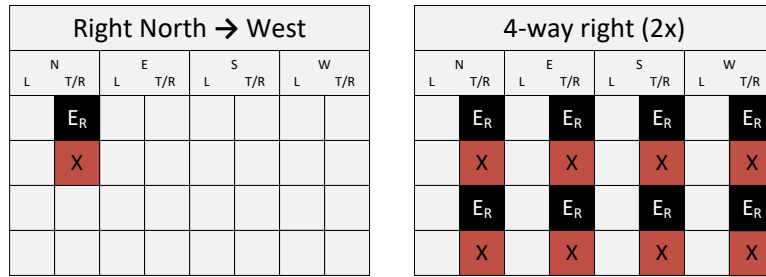 Right North → West
N E S W
L T/R L T/R L T/R L T/R
E_R
X
4-way right (2x)
N E S W
L T/R L T/R L T/R L T/R
E_R E_R E_R E_R
X X X X
E_R E_R E_R E_R
X X X X